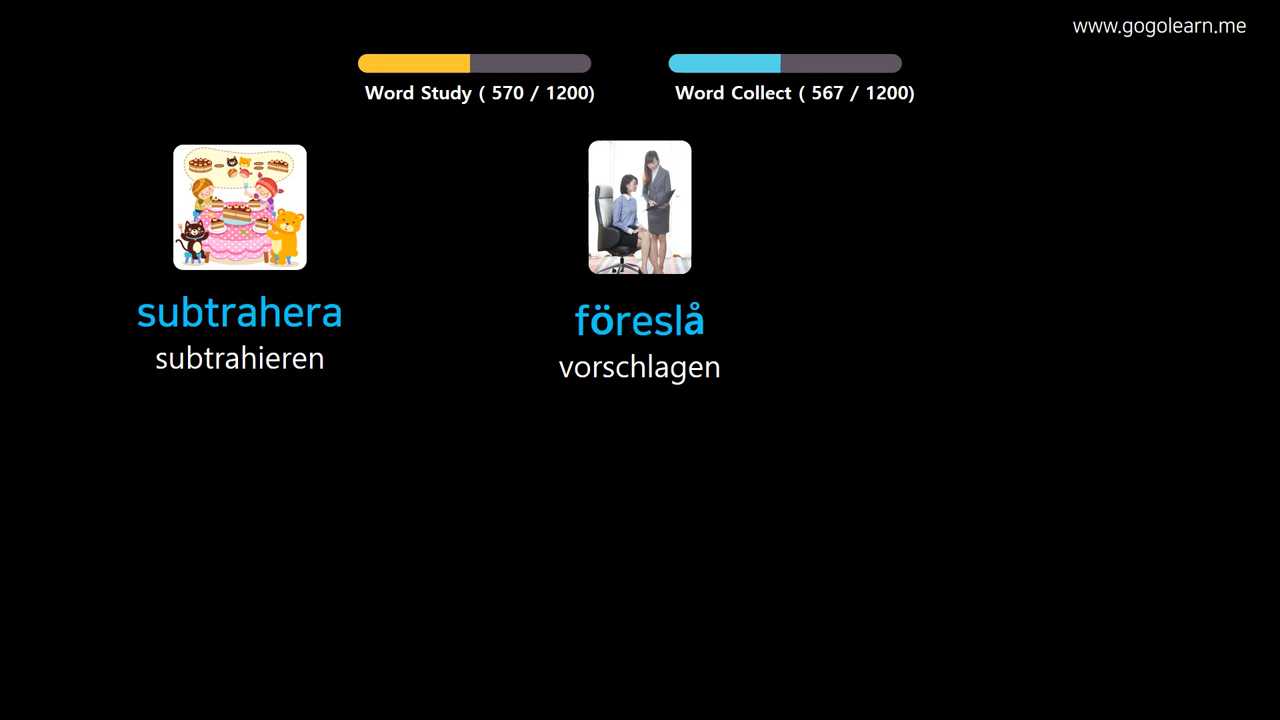 www.gogolearn.me
Word Study ( 570 / 1200)
Word Collect ( 567 / 1200)
subtrahera
subtrahieren
föreslå
vorschlagen